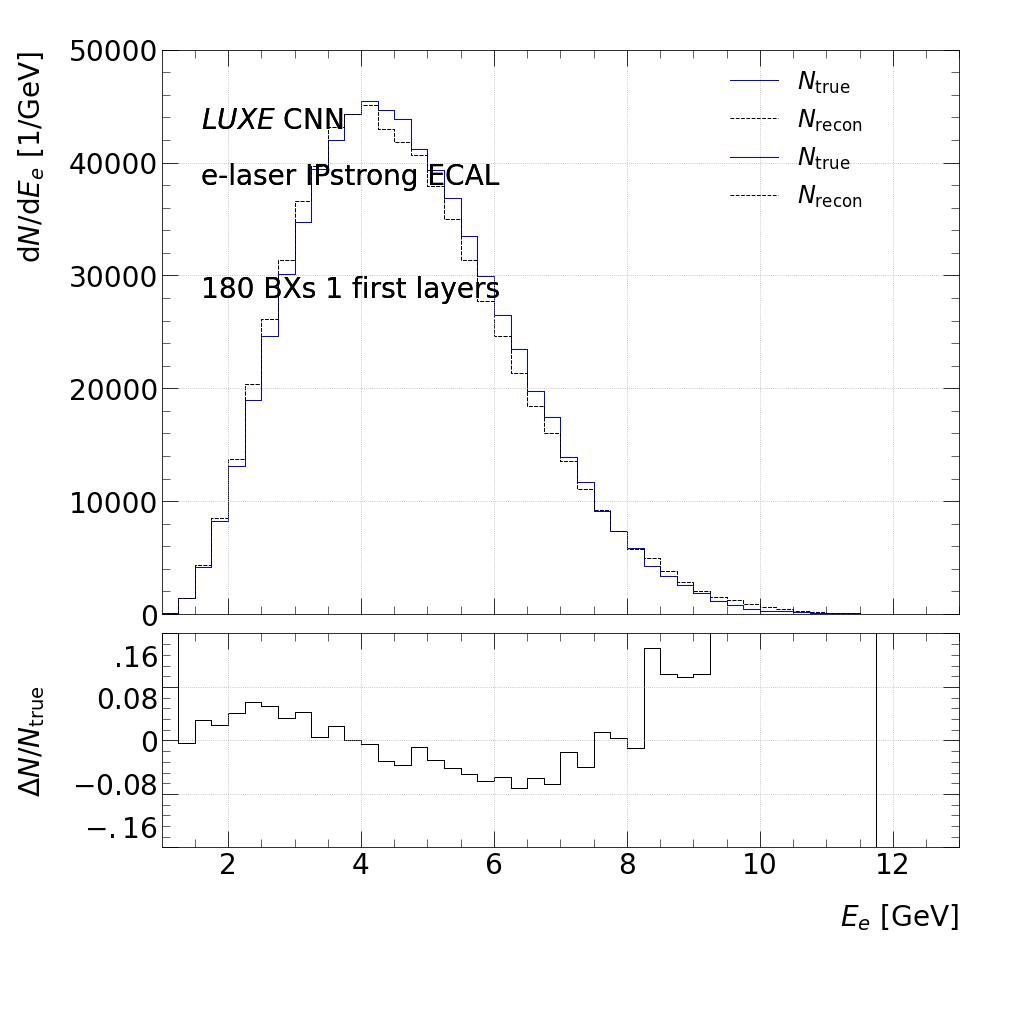 dN/dE_e [1/GeV]
50000
40000
30000
20000
10000
0
LUXE CNN
e-laser IPstrong ECAL
180 BXs 1 first layers
N_true
N_recon
N_true
N_recon
ΔN/N_true
.16
0.08
0
−0.08
−.16
2 4 6 8 10 12
E_e [GeV]